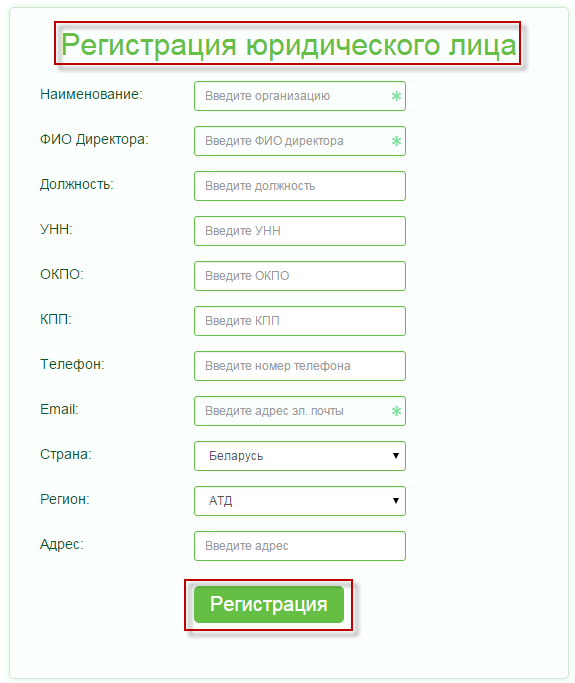 Регистрация юридического лица
Наименование: Введите организацию *
ФИО Директора: Введите ФИО директора *
Должность: Введите должность
УНН: Введите УНН
ОКПО: Введите ОКПО
КПП: Введите КПП
Телефон: Введите номер телефона
Email: Введите адрес эл. почты *
Страна: Беларусь
Регион: АТД
Адрес: Введите адрес
Регистрация